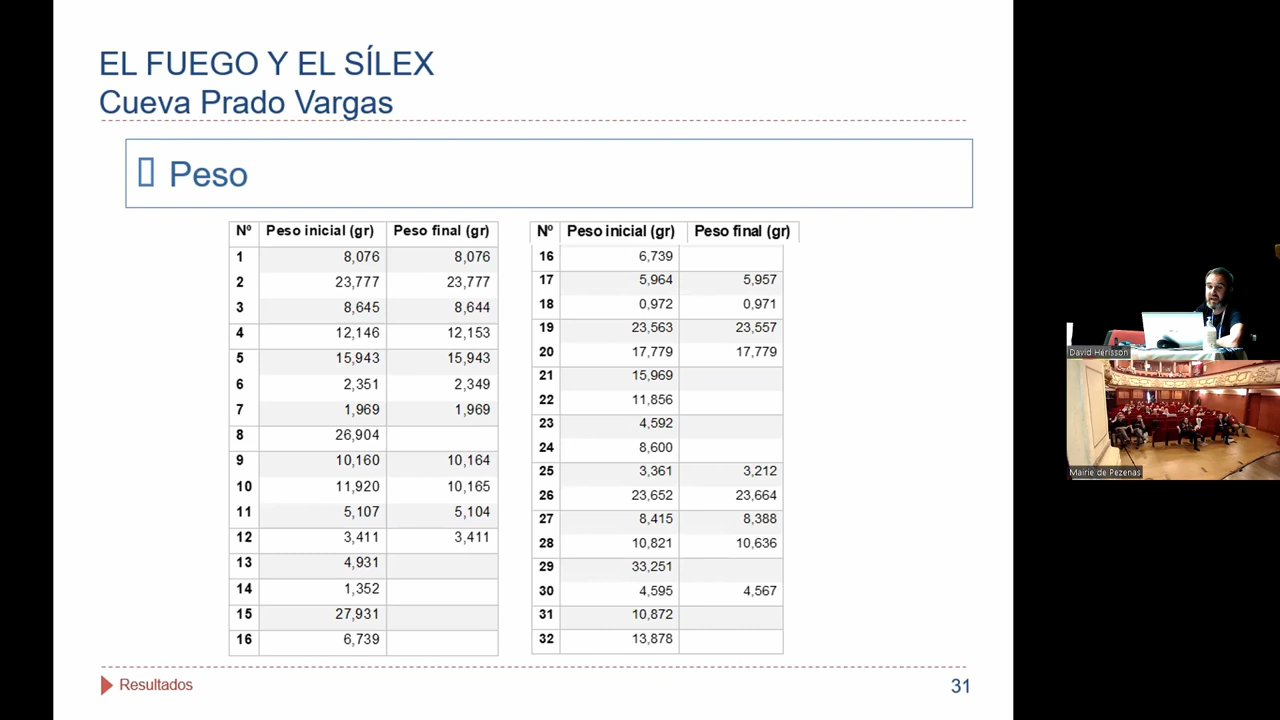 EL FUEGO Y EL SÍLEX
Cueva Prado Vargas
Peso
Nº Peso inicial (gr) Peso final (gr)
1 8,076 8,076
2 23,777 23,777
3 8,645 8,644
4 12,146 12,153
5 15,943 15,943
6 2,351 2,349
7 1,969 1,969
8 26,904
9 10,160 10,164
10 11,920 10,165
11 5,107 5,104
12 3,411 3,411
13 4,931
14 1,352
15 27,931
16 6,739
Nº Peso inicial (gr) Peso final (gr)
16 6,739
17 5,964 5,957
18 0,972 0,971
19 23,563 23,557
20 17,779 17,779
21 15,969
22 11,856
23 4,592
24 8,600
25 3,361 3,212
26 23,652 23,664
27 8,415 8,388
28 10,821 10,636
29 33,251
30 4,595 4,567
31 10,872
32 13,878
Resultados
31
David Hérisson
Mairie de Pezenas